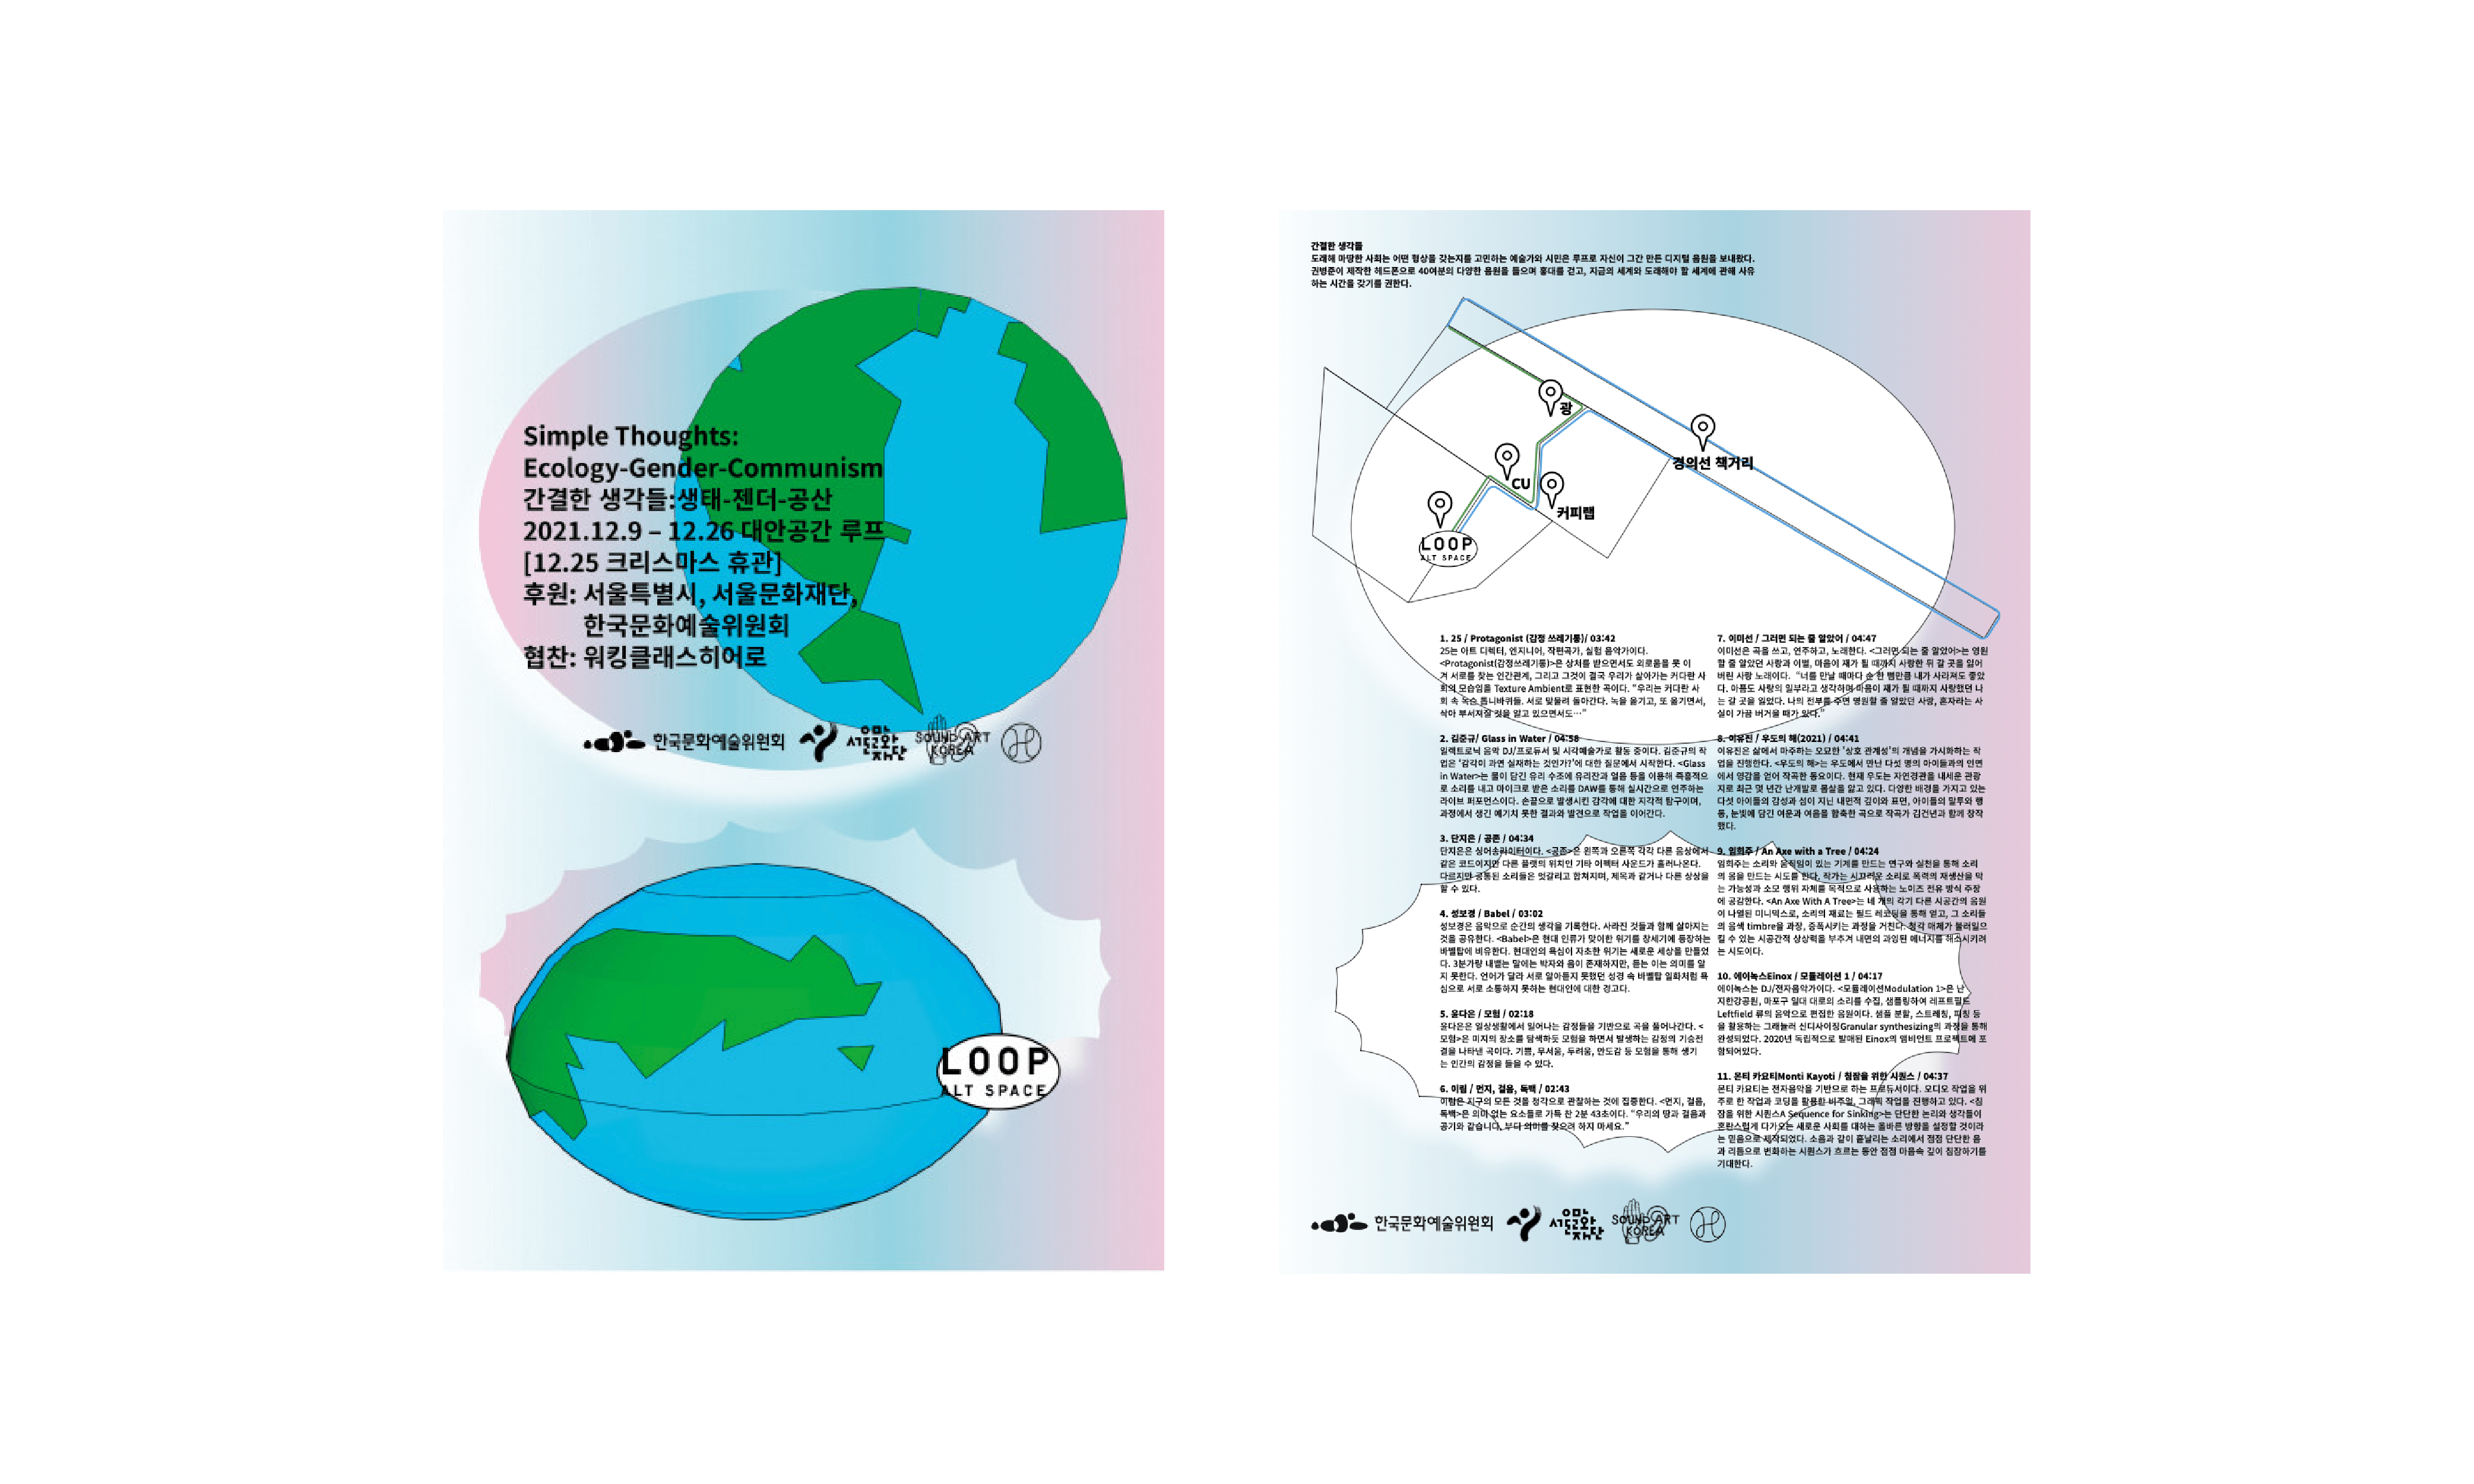 Simple Thoughts:
Ecology-Gender-Communism
간결한 생각들:생태-젠더-공산
2021.12.9 – 12.26 대안공간 루프
[12.25 크리스마스 휴관]
후원: 서울특별시, 서울문화재단,
한국문화예술위원회
협찬: 워킹클래스히어로
한국문화예술위원회
서울문화재단
SOUND ART
KOREA
LOOP
ALT SPACE
간결한 생각들
도래해 마땅한 사회는 어떤 형상을 갖는지를 고민하는 예술가와 시민은 루프로 자신이 그간 만든 디지털 음원을 보내왔다.
권병준이 제작한 헤드폰으로 40여분의 다양한 음원을 들으며 홍대를 걷고, 지금의 세계와 도래해야 할 세계에 관해 사유
하는 시간을 갖기를 권한다.
광
경의선 책거리
CU
커피랩
LOOP
ALT SPACE
1. 25 / Protagonist (감정 쓰레기통)/ 03:42
25는 아트 디렉터, 엔지니어, 작편곡가, 실험 음악가이다.
<Protagonist(감정쓰레기통)>은 상처를 받으면서도 외로움을 못 이
겨 서로를 찾는 인간관계, 그리고 그것이 결국 우리가 살아가는 커다란 사
회의 모습임을 Texture Ambient로 표현한 곡이다. “우리는 커다란 사
회 속 녹슨 톱니바퀴들. 서로 맞물려 돌아간다. 녹을 옮기고, 또 옮기면서,
삭아 부서져갈 것을 알고 있으면서도…”
2. 김준규/ Glass in Water / 04:58
일렉트로닉 음악 DJ/프로듀서 및 시각예술가로 활동 중이다. 김준규의 작
업은 ‘감각이 과연 실재하는 것인가?’에 대한 질문에서 시작한다. <Glass
in Water>는 물이 담긴 유리 수조에 유리잔과 얼음 등을 이용해 즉흥적으
로 소리를 내고 마이크로 받은 소리를 DAW를 통해 실시간으로 연주하는
라이브 퍼포먼스이다. 손끝으로 발생시킨 감각에 대한 지각적 탐구이며,
과정에서 생긴 예기치 못한 결과와 발견으로 작업을 이어간다.
3. 단지은 / 공존 / 04:34
단지은은 싱어송라이터이다. <공존>은 왼쪽과 오른쪽 각각 다른 음상에서
같은 코드이지만 다른 플랫의 위치인 기타 이펙터 사운드가 흘러나온다.
다르지만 공통된 소리들은 엇갈리고 합쳐지며, 제목과 같거나 다른 상상을
할 수 있다.
4. 성보경 / Babel / 03:02
성보경은 음악으로 순간의 생각을 기록한다. 사라진 것들과 함께 살아지는
것을 공유한다. <Babel>은 현대 인류가 맞이한 위기를 창세기에 등장하는
바벨탑에 비유한다. 현대인의 욕심이 자초한 위기는 새로운 세상을 만들었
다. 3분가량 내뱉는 말에는 박자와 음이 존재하지만, 듣는 이는 의미를 알
지 못한다. 언어가 달라 서로 알아듣지 못했던 성경 속 바벨탑 일화처럼 욕
심으로 서로 소통하지 못하는 현대인에 대한 경고다.
5. 윤다은 / 모험 / 02:18
윤다은은 일상생활에서 일어나는 감정들을 기반으로 곡을 풀어나간다. <
모험>은 미지의 장소를 탐색하듯 모험을 하면서 발생하는 감정의 기승전
결을 나타낸 곡이다. 기쁨, 무서움, 두려움, 안도감 등 모험을 통해 생기
는 인간의 감정을 들을 수 있다.
6. 이림 / 먼지, 걸음, 독백 / 02:43
이람은 지구의 모든 것을 청각으로 관찰하는 것에 집중한다. <먼지, 걸음,
독백>은 의미 없는 요소들로 가득 찬 2분 43초이다. “우리의 땅과 걸음과
공기와 같습니다. 부디 의미를 찾으려 하지 마세요.”
7. 이미선 / 그러면 되는 줄 알았어 / 04:47
이미선은 곡을 쓰고, 연주하고, 노래한다. <그러면 되는 줄 알았어>는 영원
할 줄 알았던 사랑과 이별, 마음이 재가 될 때까지 사랑한 뒤 갈 곳을 잃어
버린 사랑 노래이다. “너를 만날 때마다 손 한 뼘만큼 내가 사라져도 좋았
다. 아픔도 사랑의 일부라고 생각하며 마음이 재가 될 때까지 사랑했던 나
는 갈 곳을 잃었다. 나의 전부를 주면 영원할 줄 알았던 사랑, 혼자라는 사
실이 가끔 버거울 때가 있다.”
8. 이유진 / 우도의 해(2021) / 04:41
이유진은 삶에서 마주하는 오묘한 '상호 관계성'의 개념을 가시화하는 작
업을 진행한다. <우도의 해>는 우도에서 만난 다섯 명의 아이들과의 인연
에서 영감을 얻어 작곡한 동요이다. 현재 우도는 자연경관을 내세운 관광
지로 최근 몇 년간 난개발로 몸살을 앓고 있다. 다양한 배경을 가지고 있는
다섯 아이들의 감성과 섬이 지닌 내면적 깊이와 표면, 아이들의 말투와 행
동, 눈빛에 담긴 여운과 여음을 함축한 곡으로 작곡가 김건년과 함께 창작
했다.
9. 임희주 / An Axe with a Tree / 04:24
임희주는 소리와 움직임이 있는 기계를 만드는 연구와 실천을 통해 소리
의 몸을 만드는 시도를 한다. 작가는 시끄러운 소리로 폭력의 재생산을 막
는 가능성과 소모 행위 자체를 목적으로 사용하는 노이즈 전유 방식 주장
에 공감한다. <An Axe With A Tree>는 네 개의 각기 다른 시공간의 음원
이 나열된 미니믹스로, 소리의 재료는 필드 레코딩을 통해 얻고, 그 소리들
의 음색 timbre을 과장, 증폭시키는 과정을 거친다. 청각 매체가 불러일으
킬 수 있는 시공간적 상상력을 부추겨 내면의 과잉된 에너지를 해소시키려
는 시도이다.
10. 에이녹스Einox / 모듈레이션 1 / 04:17
에이녹스는 DJ/전자음악가이다. <모듈레이션Modulation 1>은 난
지한강공원, 마포구 일대 대로의 소리를 수집, 샘플링하여 레프트필드
Leftfield 류의 음악으로 편집한 음원이다. 샘플 분할, 스트레칭, 피칭 등
을 활용하는 그래뉼러 신디사이징Granular synthesizing의 과정을 통해
완성되었다. 2020년 독립적으로 발매된 Einox의 앰비언트 프로젝트에 포
함되어있다.
11. 몬티 카요티Monti Kayoti / 침잠을 위한 시퀀스 / 04:37
몬티 카요티는 전자음악을 기반으로 하는 프로듀서이다. 오디오 작업을 위
주로 한 작업과 코딩을 활용한 비주얼, 그래픽 작업을 진행하고 있다. <침
잠을 위한 시퀀스A Sequence for Sinking>는 단단한 논리와 생각들이
혼란스럽게 다가오는 새로운 사회를 대하는 올바른 방향을 설정할 것이라
는 믿음으로 제작되었다. 소음과 같이 흩날리는 소리에서 점점 단단한 음
과 리듬으로 변화하는 시퀀스가 흐르는 동안 점점 마음속 깊이 침잠하기를
기대한다.
한국문화예술위원회
서울문화재단
SOUND ART
KOREA